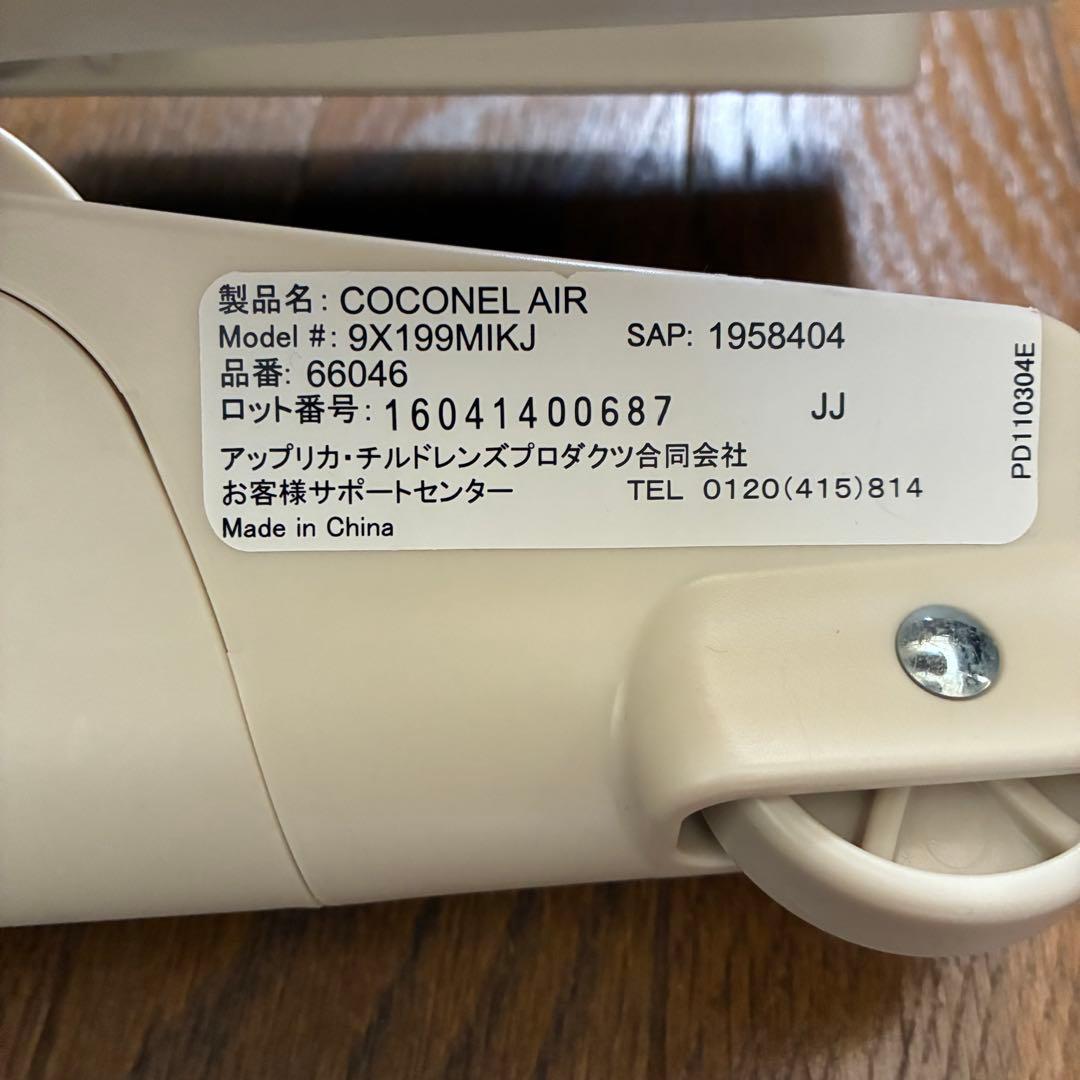 製品名: COCONEL AIR
Model #: 9X199MIKJ SAP: 1958404
品番: 66046
ロット番号: 16041400687 JJ
アップリカ・チルドレンズプロダクツ合同会社
お客様サポートセンター TEL 0120(415)814
Made in China
PD110304E